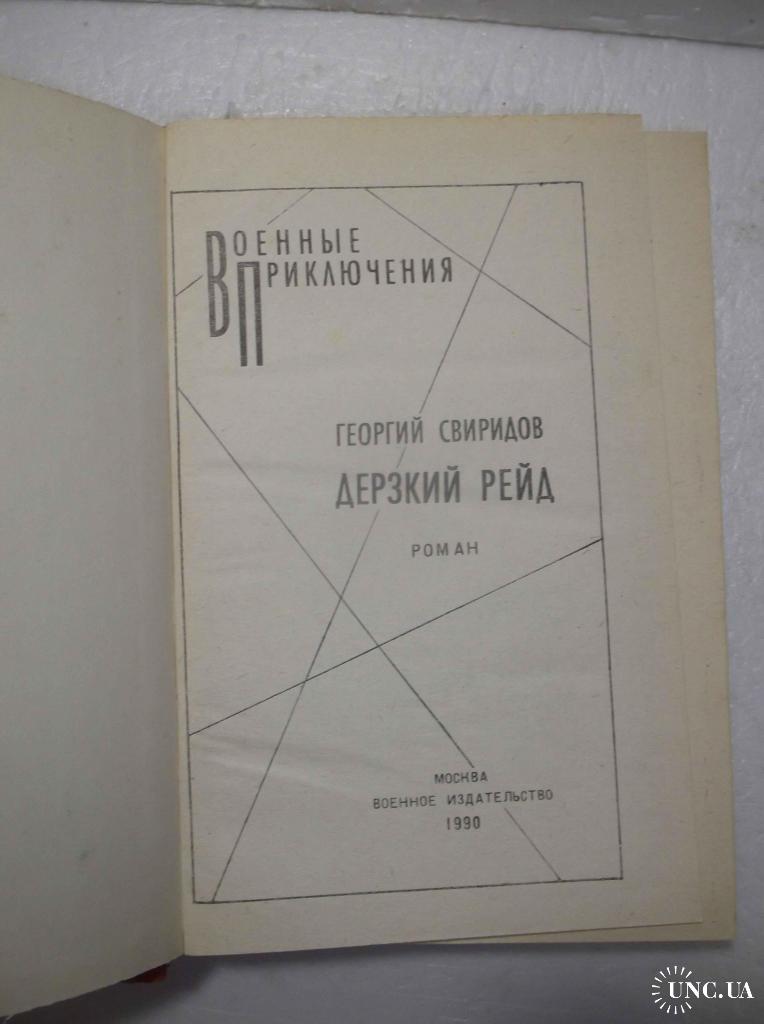 ВОЕННЫЕ
ПРИКЛЮЧЕНИЯ
ГЕОРГИЙ СВИРИДОВ
ДЕРЗКИЙ РЕЙД
РОМАН
МОСКВА
ВОЕННОЕ ИЗДАТЕЛЬСТВО
1990
UNC.UA